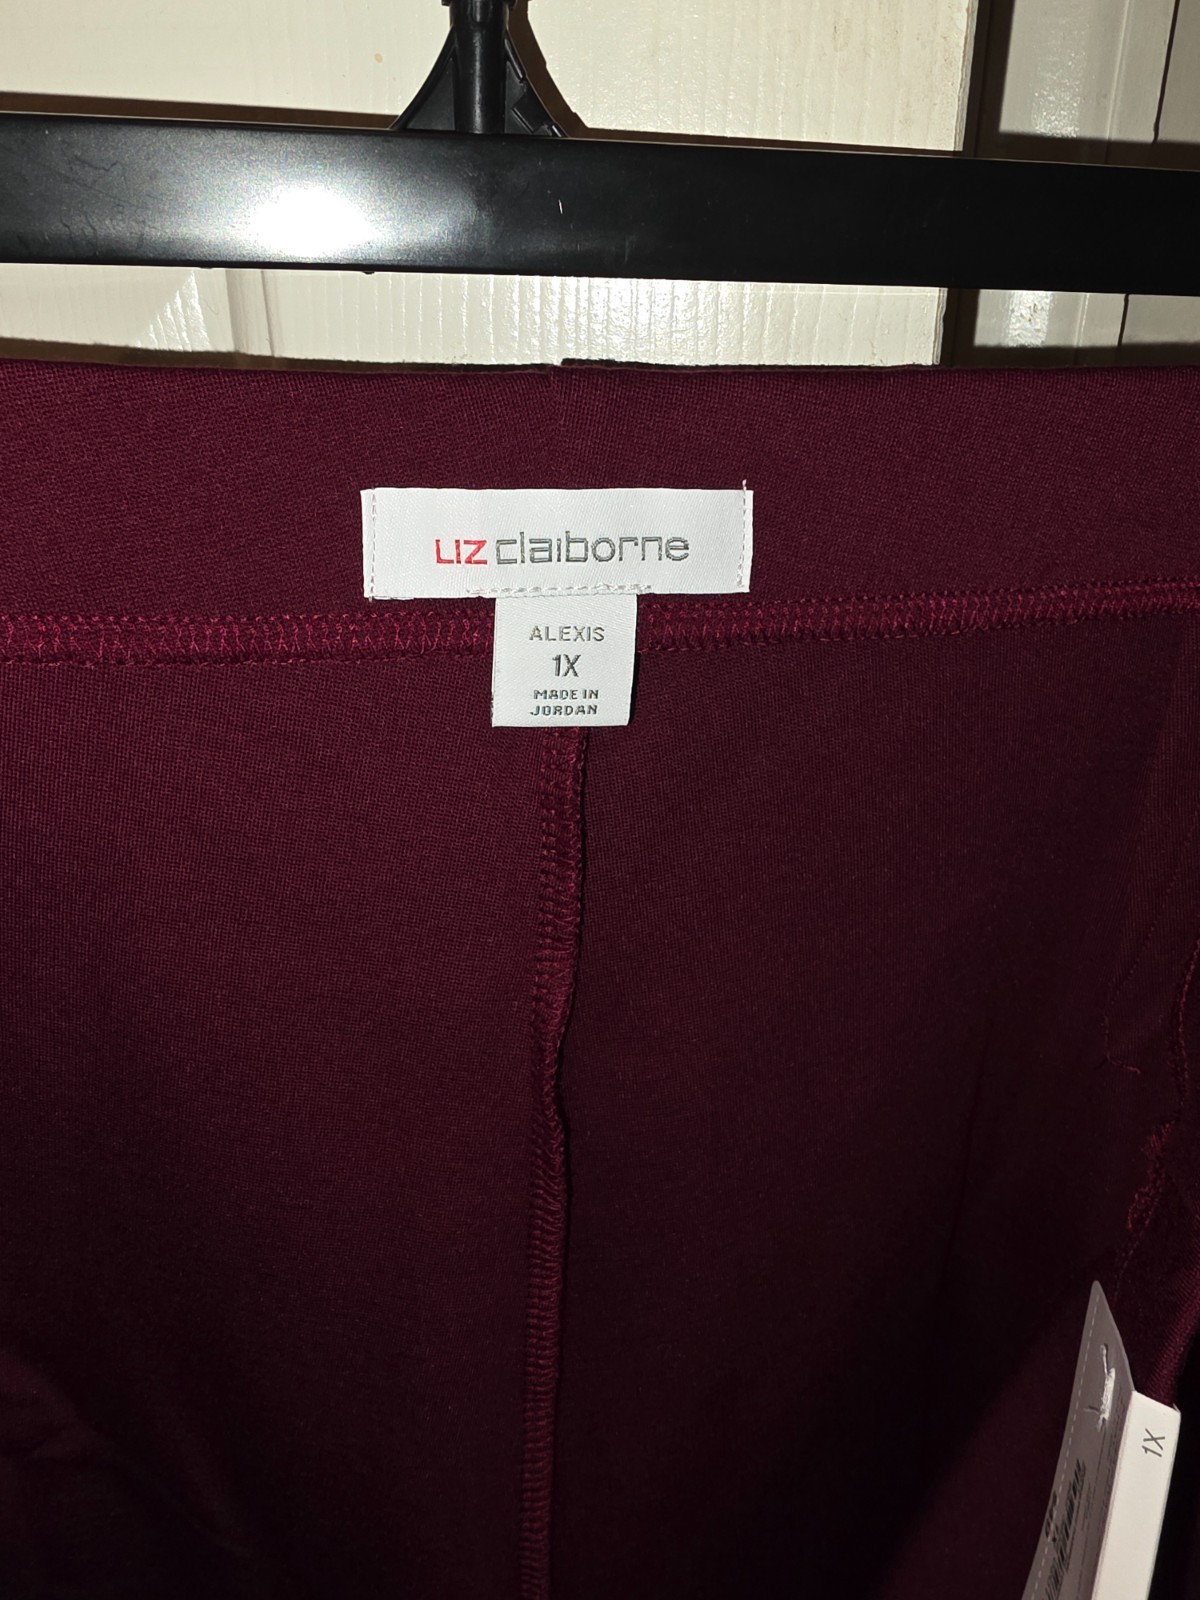 LIZ claiborne
ALEXIS
1X
MADE IN
JORDAN
1X